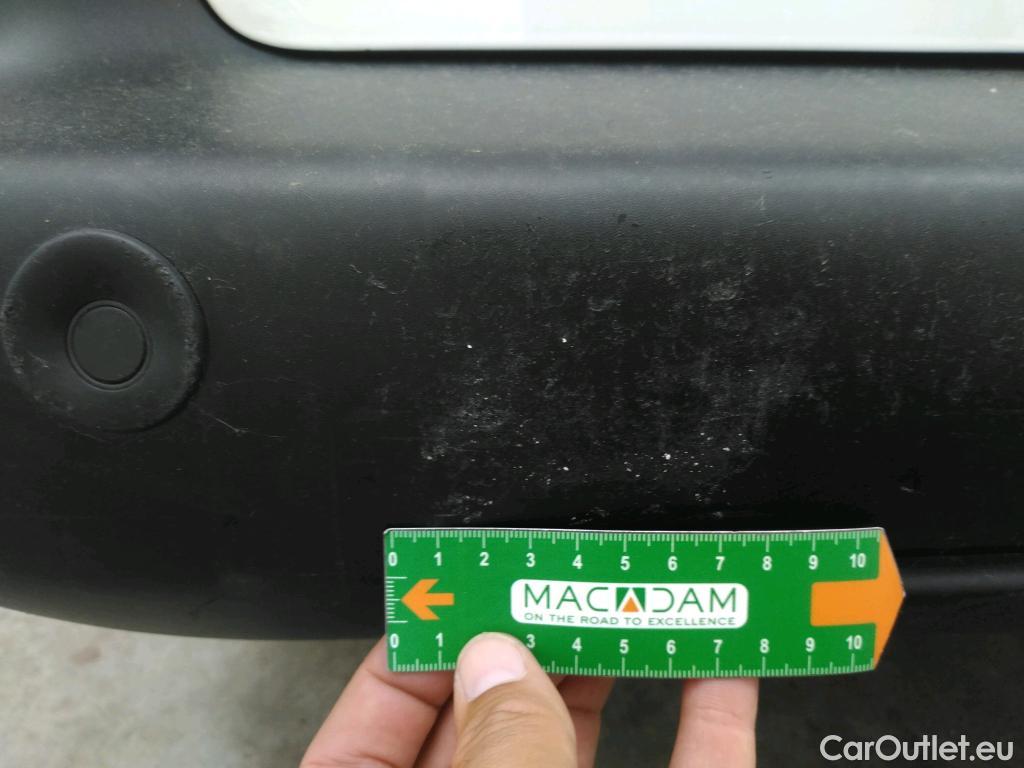 0 1 2 3 4 5 6 7 8 9 10
MACADAM
ON THE ROAD TO EXCELLENCE
0 1 3 4 5 6 7 8 9 10
CarOutlet.eu